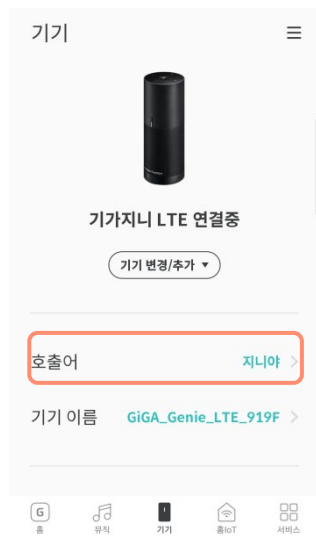 기기
기가지니 LTE 연결중
기기 변경/추가
호출어 지니야
기기 이름 GiGA_Genie_LTE_919F
G
홈 뮤직 기기 홈IoT 서비스